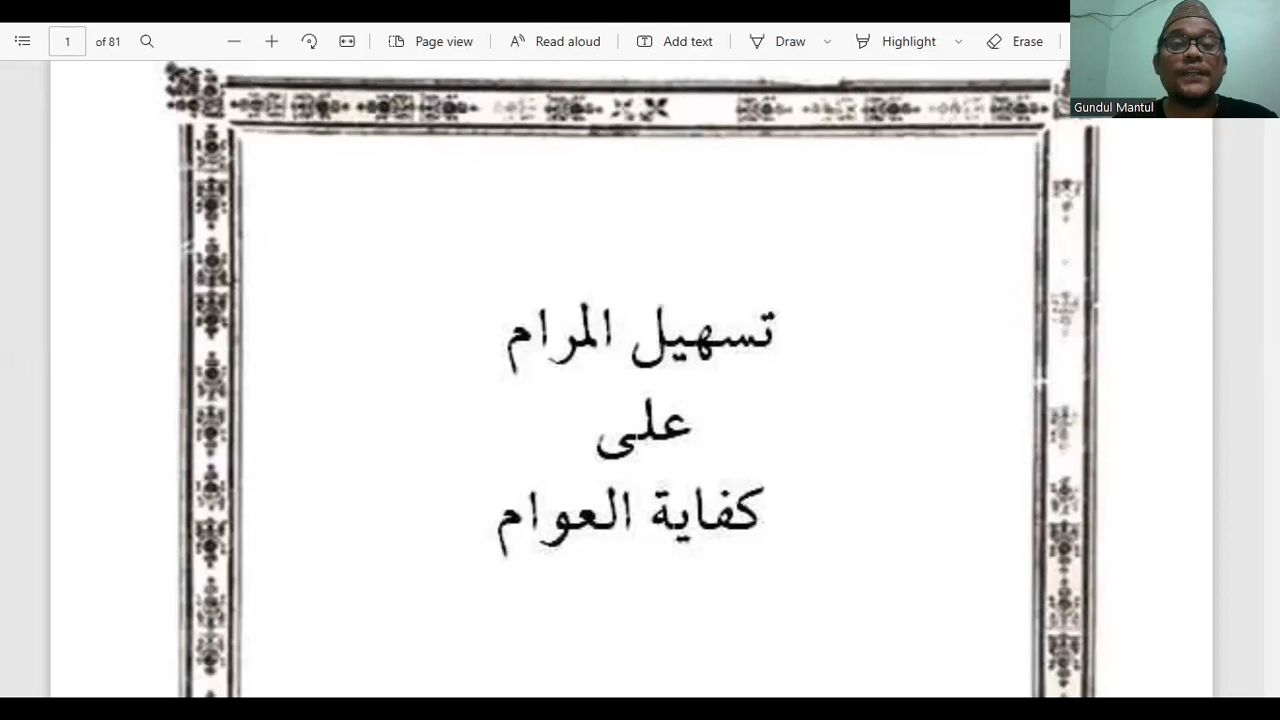 1 of 81 Page view Read aloud Add text Draw Highlight Erase
Gundul Mantul
تسهيل المرام
على
كفاية العوام